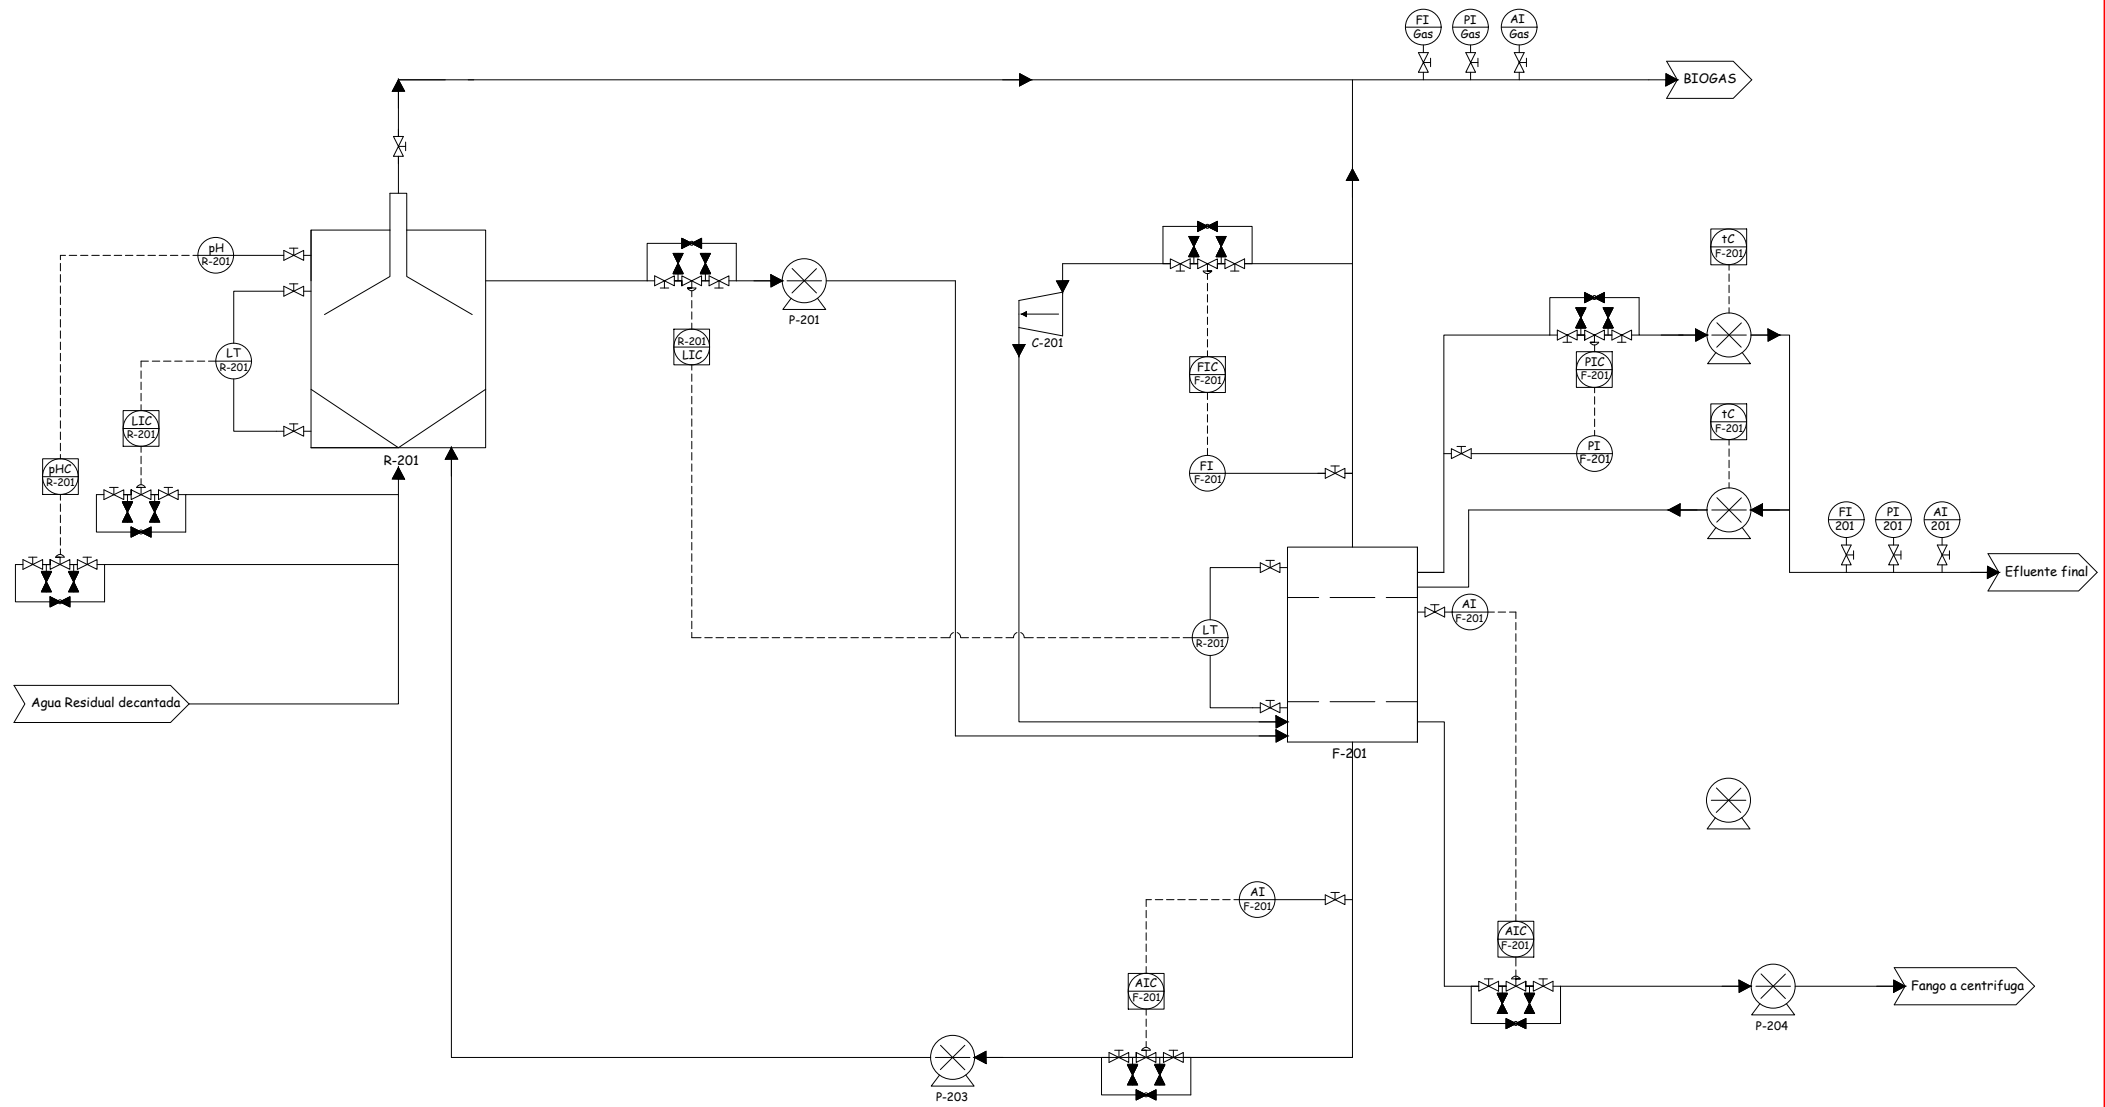 FI
Gas
PI
Gas
AI
Gas
BIOGAS
pH
R-201
tC
F-201
P-201
R-201
LIC
C-201
LT
R-201
FIC
F-201
PIC
F-201
LIC
R-201
tC
F-201
PI
F-201
R-201
pHC
R-201
FI
F-201
FI
201
PI
201
AI
201
Efluente final
AI
F-201
LT
R-201
Agua Residual decantada
F-201
AI
F-201
AIC
F-201
AIC
F-201
Fango a centrifuga
P-204
P-203